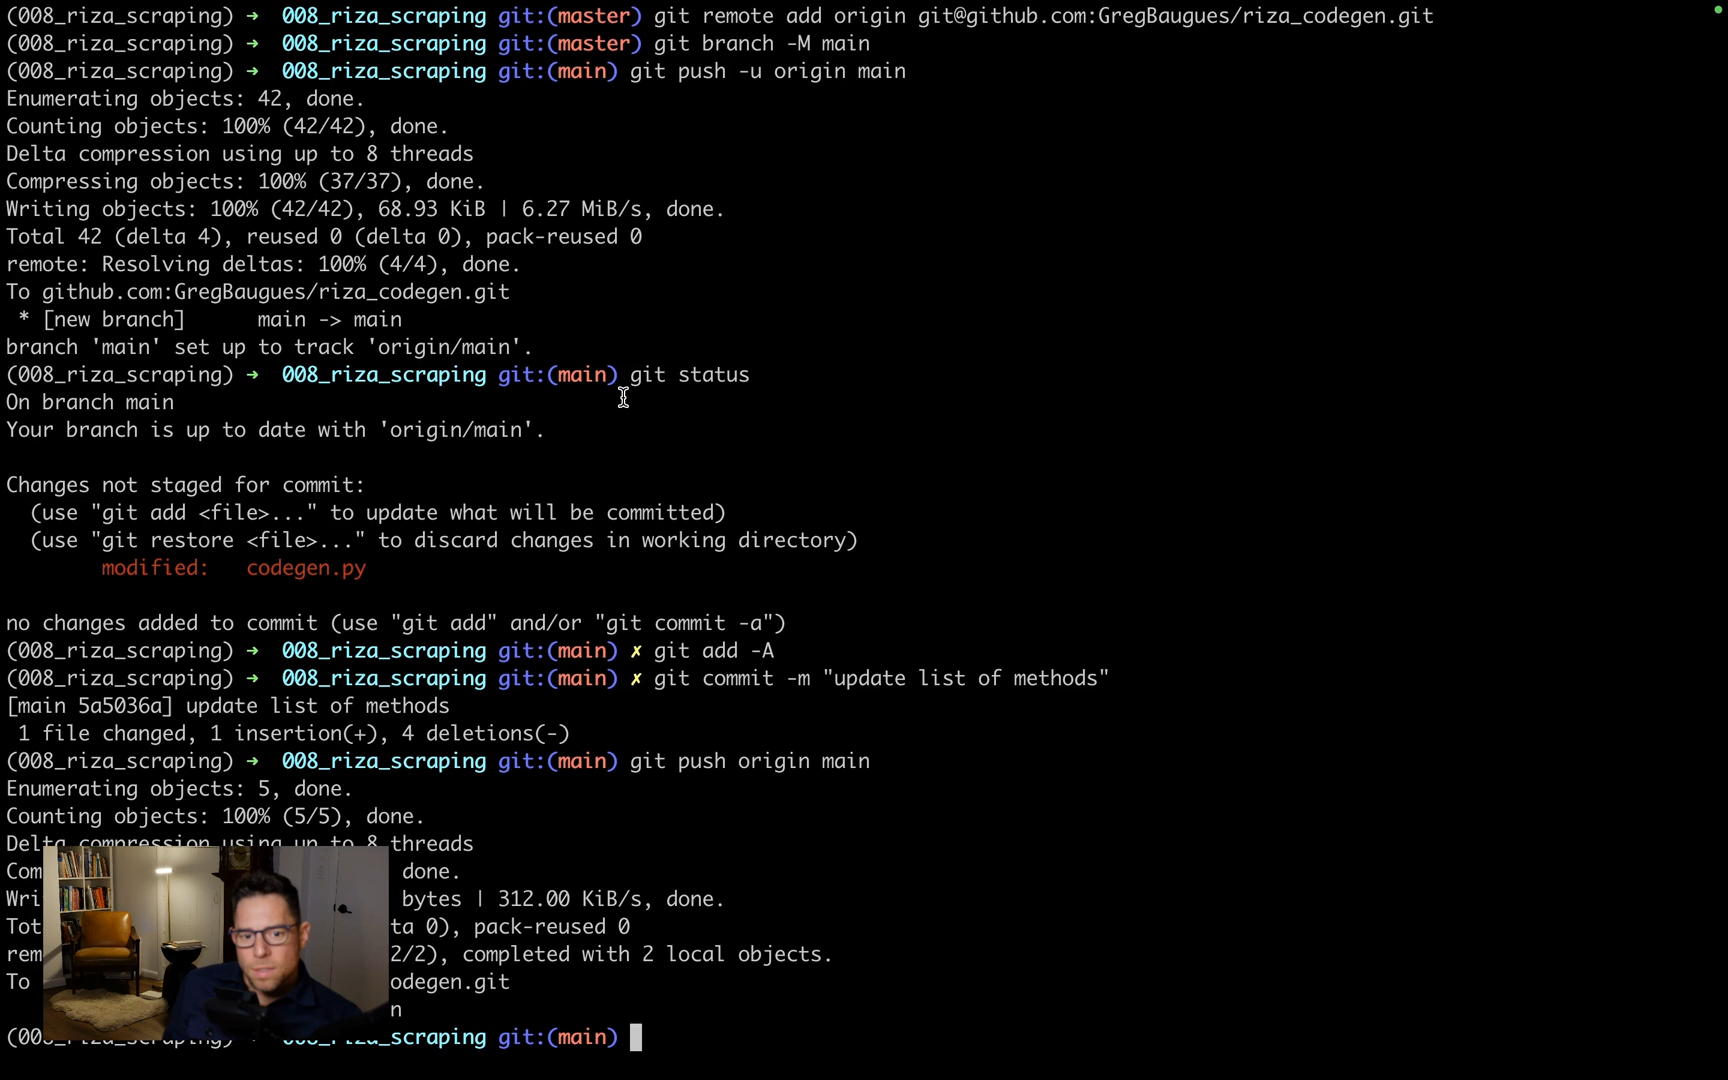 (008_riza_scraping) → 008_riza_scraping git:(master) git remote add origin git@github.com:GregBaugues/riza_codegen.git
(008_riza_scraping) → 008_riza_scraping git:(master) git branch -M main
(008_riza_scraping) → 008_riza_scraping git:(main) git push -u origin main
Enumerating objects: 42, done.
Counting objects: 100% (42/42), done.
Delta compression using up to 8 threads
Compressing objects: 100% (37/37), done.
Writing objects: 100% (42/42), 68.93 KiB | 6.27 MiB/s, done.
Total 42 (delta 4), reused 0 (delta 0), pack-reused 0
remote: Resolving deltas: 100% (4/4), done.
To github.com:GregBaugues/riza_codegen.git
* [new branch] main -> main
branch 'main' set up to track 'origin/main'.
(008_riza_scraping) → 008_riza_scraping git:(main) git status
On branch main
Your branch is up to date with 'origin/main'.
Changes not staged for commit:
(use "git add <file>..." to update what will be committed)
(use "git restore <file>..." to discard changes in working directory)
modified: codegen.py
no changes added to commit (use "git add" and/or "git commit -a")
(008_riza_scraping) → 008_riza_scraping git:(main) ✗ git add -A
(008_riza_scraping) → 008_riza_scraping git:(main) ✗ git commit -m "update list of methods"
[main 5a5036a] update list of methods
1 file changed, 1 insertion(+), 4 deletions(-)
(008_riza_scraping) → 008_riza_scraping git:(main) git push origin main
Enumerating objects: 5, done.
Counting objects: 100% (5/5), done.
Delta compression using up to 8 threads
Com done.
Wri bytes | 312.00 KiB/s, done.
Tot ta 0), pack-reused 0
rem 2/2), completed with 2 local objects.
To odegen.git
n
(008_riza_scraping) → 008_riza_scraping git:(main)